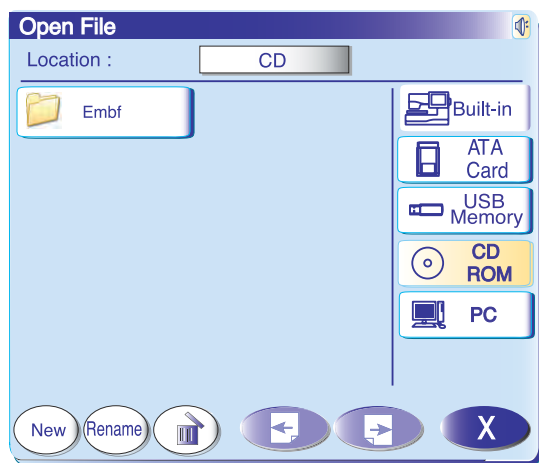 Open File
Location :
CD
Embf
Built-in
ATA
Card
USB
Memory
CD
ROM
PC
New
Rename
X